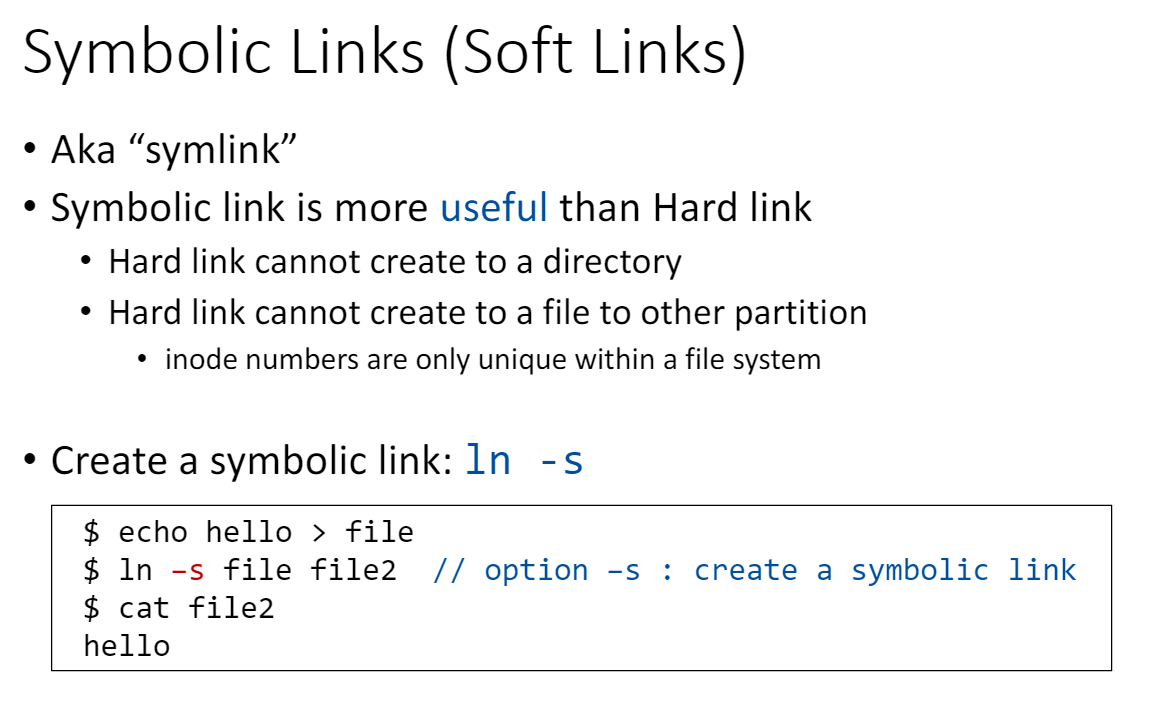 Symbolic Links (Soft Links)
• Aka “symlink”
• Symbolic link is more useful than Hard link
• Hard link cannot create to a directory
• Hard link cannot create to a file to other partition
• inode numbers are only unique within a file system
• Create a symbolic link: ln -s
$ echo hello > file
$ ln –s file file2 // option –s : create a symbolic link
$ cat file2
hello